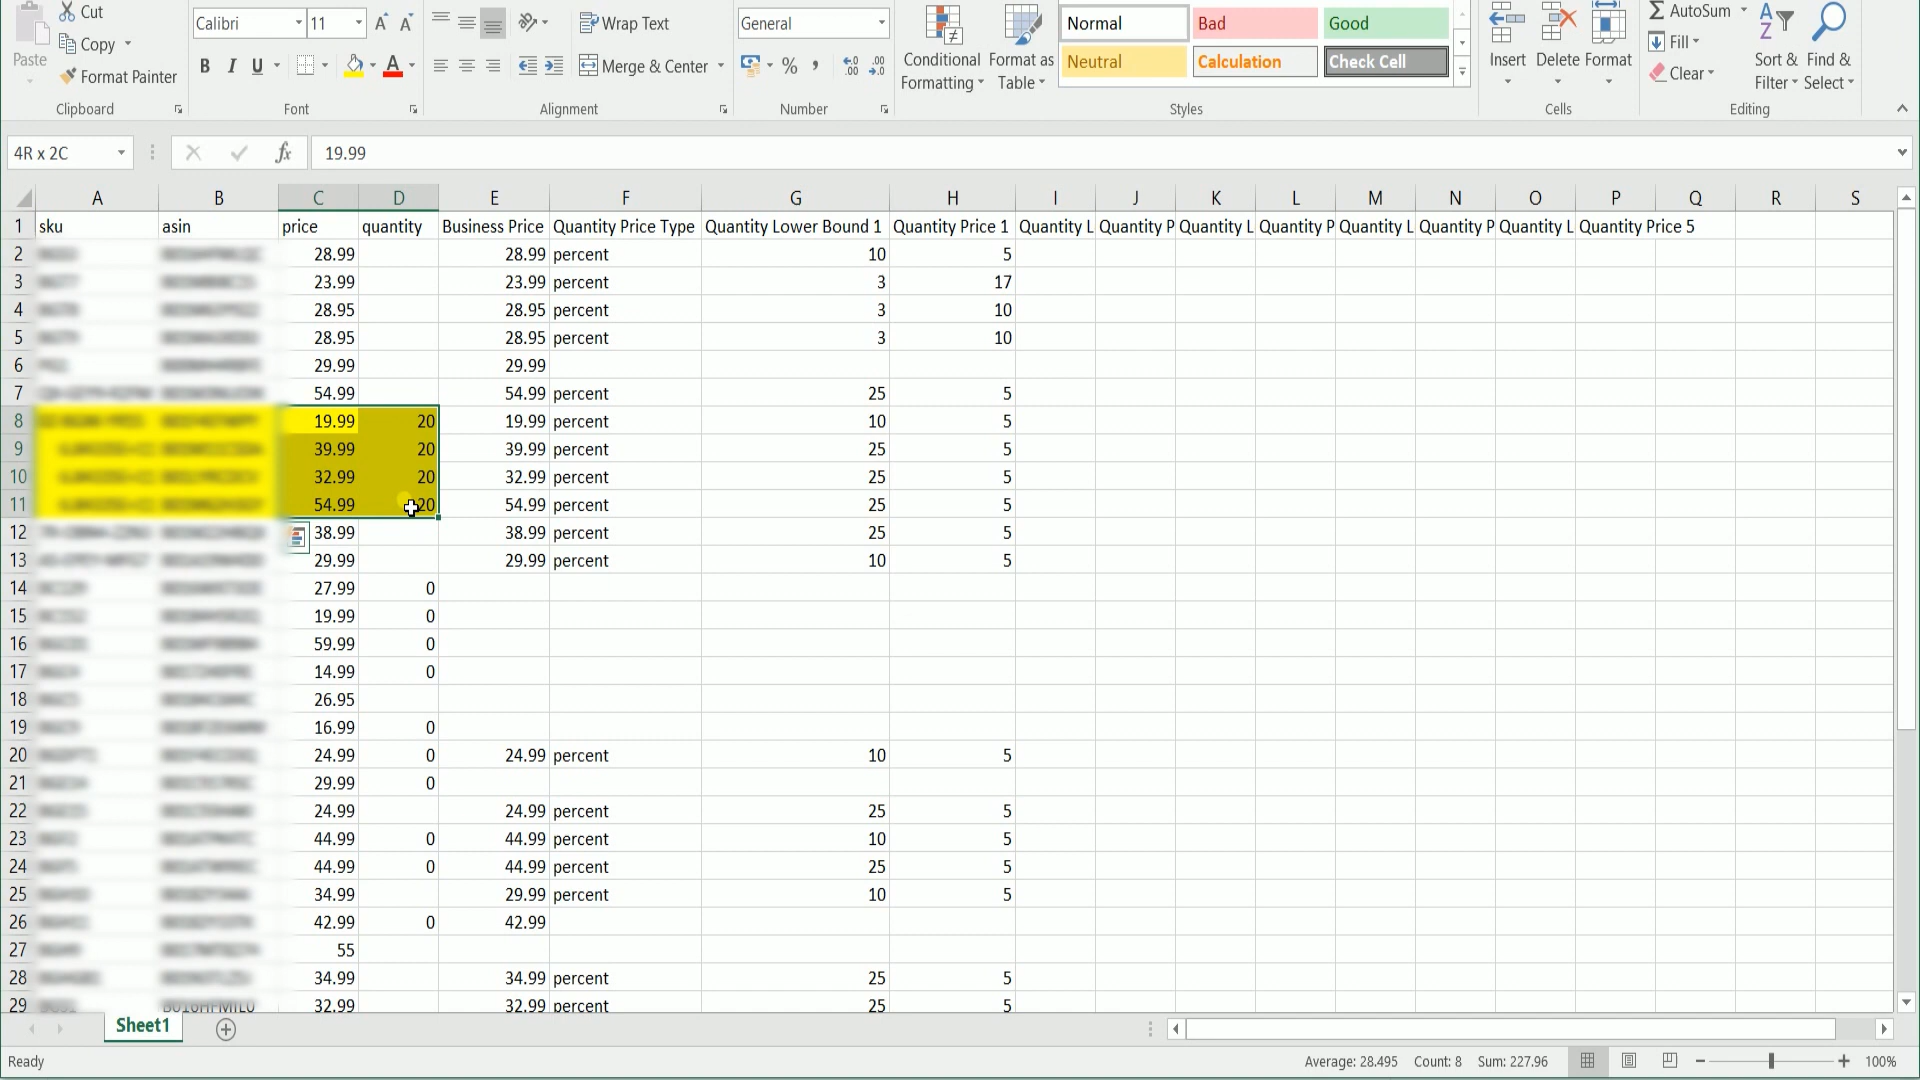 Cut
Copy
Format Painter
Paste
Clipboard
Calibri 11
B I U
Font
Wrap Text
Merge & Center
Alignment
General
Number
Conditional Formatting
Format as Table
Normal Bad Good
Neutral Calculation Check Cell
Styles
Insert Delete Format
Cells
AutoSum
Fill
Clear
Sort & Filter
Find & Select
Editing
4R x 2C fx 19.99
A B C D E F G H I J K L M N O P Q R S
1 sku asin price quantity Business Price Quantity Price Type Quantity Lower Bound 1 Quantity Price 1 Quantity L Quantity P Quantity L Quantity P Quantity L Quantity P Quantity L Quantity Price 5
2 28.99 28.99 percent 10 5
3 23.99 23.99 percent 3 17
4 28.95 28.95 percent 3 10
5 28.95 28.95 percent 3 10
6 29.99 29.99
7 54.99 54.99 percent 25 5
8 19.99 20 19.99 percent 10 5
9 39.99 20 39.99 percent 25 5
10 32.99 20 32.99 percent 25 5
11 54.99 20 54.99 percent 25 5
12 38.99 38.99 percent 25 5
13 29.99 29.99 percent 10 5
14 27.99 0
15 19.99 0
16 59.99 0
17 14.99 0
18 26.95
19 16.99 0
20 24.99 0 24.99 percent 10 5
21 29.99 0
22 24.99 24.99 percent 25 5
23 44.99 0 44.99 percent 10 5
24 44.99 0 44.99 percent 25 5
25 34.99 29.99 percent 10 5
26 42.99 0 42.99
27 55
28 34.99 34.99 percent 25 5
29 32.99 32.99 percent 25 5
Sheet1
Ready Average: 28.495 Count: 8 Sum: 227.96 100%